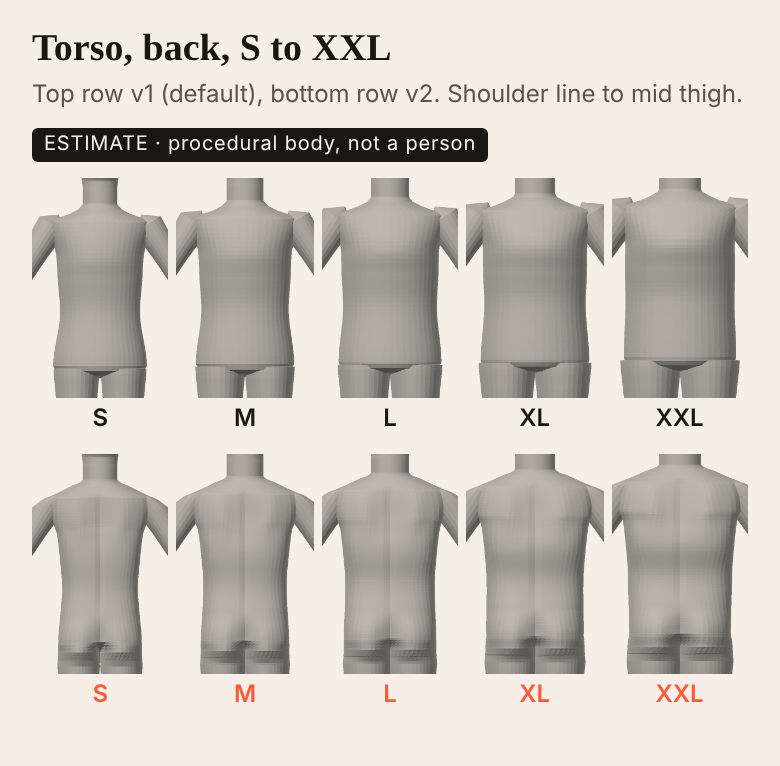 Torso, back, S to XXL
Top row v1 (default), bottom row v2. Shoulder line to mid thigh.
ESTIMATE · procedural body, not a person
S M L XL XXL
S M L XL XXL